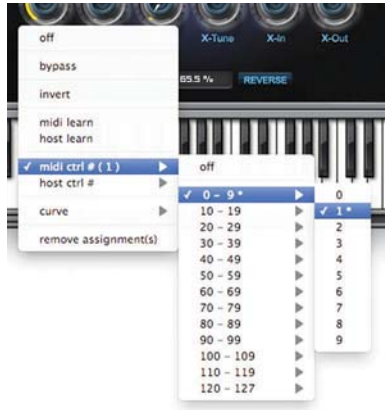 X-Tune X-In X-Out
65.5 % REVERSE
off
bypass
invert
midi learn
host learn
✓ midi ctrl # ( 1 ) ▶
host ctrl # ▶
curve ▶
remove assignment(s)
off
✓ 0 - 9 * ▶
10 - 19 ▶
20 - 29 ▶
30 - 39 ▶
40 - 49 ▶
50 - 59 ▶
60 - 69 ▶
70 - 79 ▶
80 - 89 ▶
90 - 99 ▶
100 - 109 ▶
110 - 119 ▶
120 - 127 ▶
0
✓ 1 *
2
3
4
5
6
7
8
9